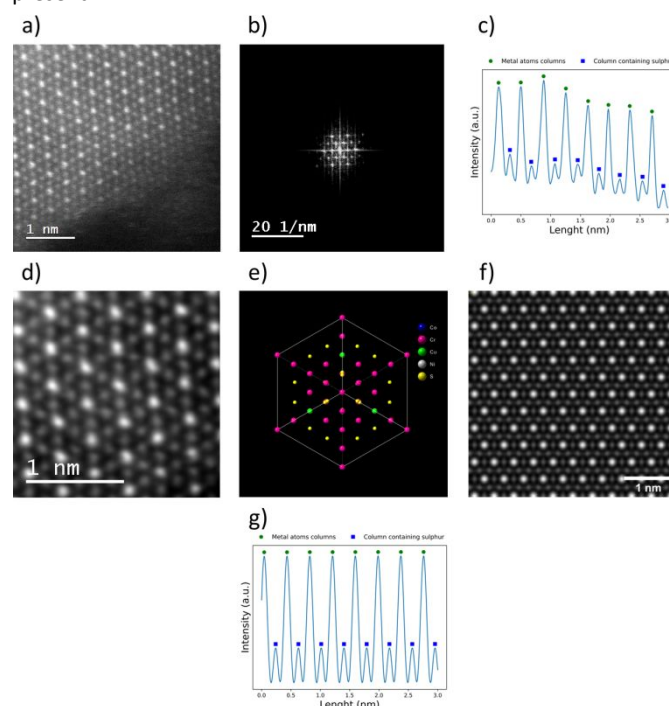 a)
b)
c)
Metal atoms columns
Column containing sulphur
Intensity (a.u.)
0.0 0.5 1.0 1.5 2.0 2.5
Lenght (nm)
1 nm
20 1/nm
d)
e)
f)
Co
Cr
Cu
Ni
S
1 nm
1 nm
g)
Metal atoms columns
Column containing sulphur
Intensity (a.u.)
0.0 0.5 1.0 1.5 2.0 2.5 3.0
Lenght (nm)